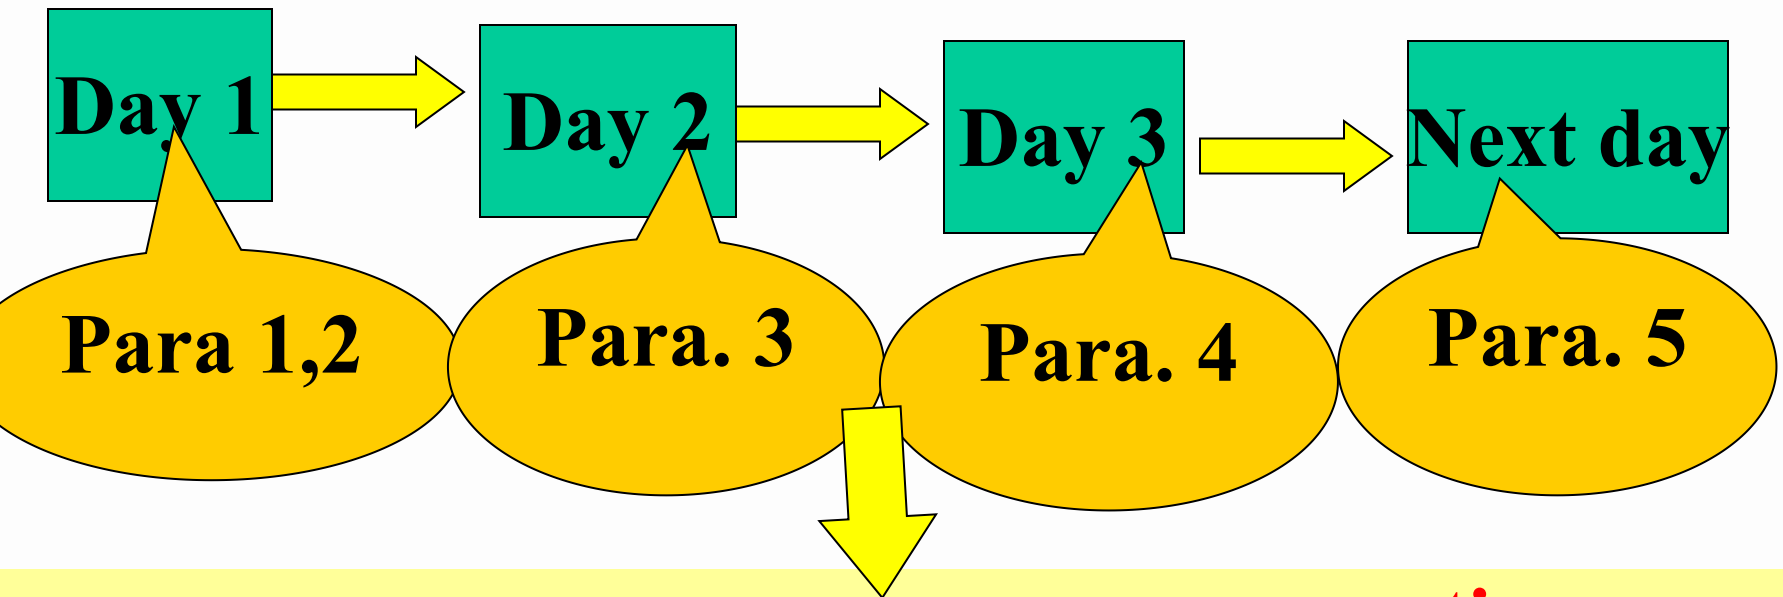 Day 1
Day 2
Day 3
Next day
Para 1,2
Para. 3
Para. 4
Para. 5